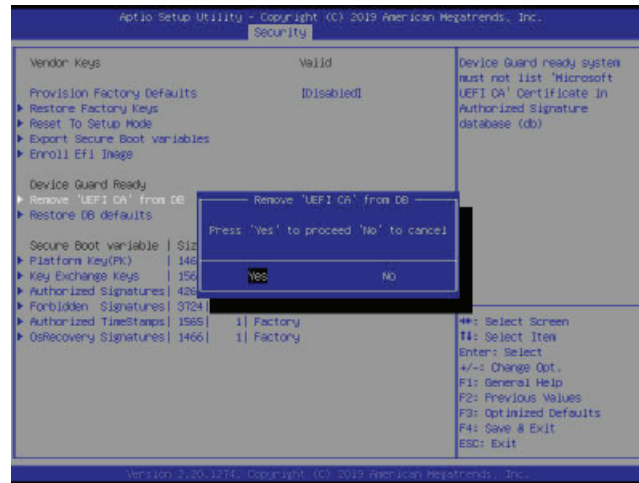 Aptio Setup Utility - Copyright (C) 2019 American Megatrends, Inc.
Security
Vendor Keys Valid
Provision Factory Defaults [Disabled]
Restore Factory Keys
Reset To Setup Mode
Export Secure Boot variables
Enroll Efi Image
Device Guard Ready
Remove 'UEFI CA' from DB
Restore DB defaults
Secure Boot variable | Siz
Platform Key(PK) | 146
Key Exchange Keys | 156
Authorized Signatures| 426
Forbidden Signatures| 3724|
Authorized TimeStamps| 1565| 1| Factory
OsRecovery Signatures| 1466| 1| Factory
Remove 'UEFI CA' from DB
Press 'Yes' to proceed 'No' to cancel
Yes No
Device Guard ready system
must not list 'Microsoft
UEFI CA' Certificate in
Authorized Signature
database (db)
↔: Select Screen
↑↓: Select Item
Enter: Select
+/-: Change Opt.
F1: General Help
F2: Previous Values
F3: Optimized Defaults
F4: Save & Exit
ESC: Exit
Version 2.20.1274. Copyright (C) 2019 American Megatrends, Inc.